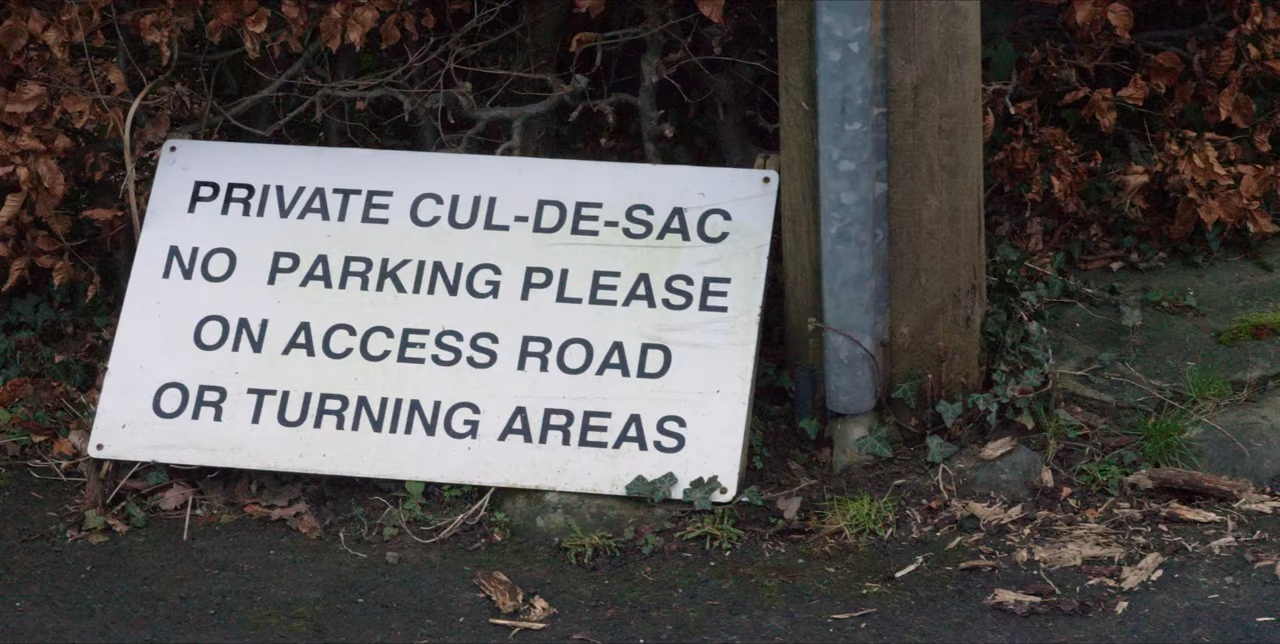 PRIVATE CUL-DE-SAC
NO PARKING PLEASE
ON ACCESS ROAD
OR TURNING AREAS